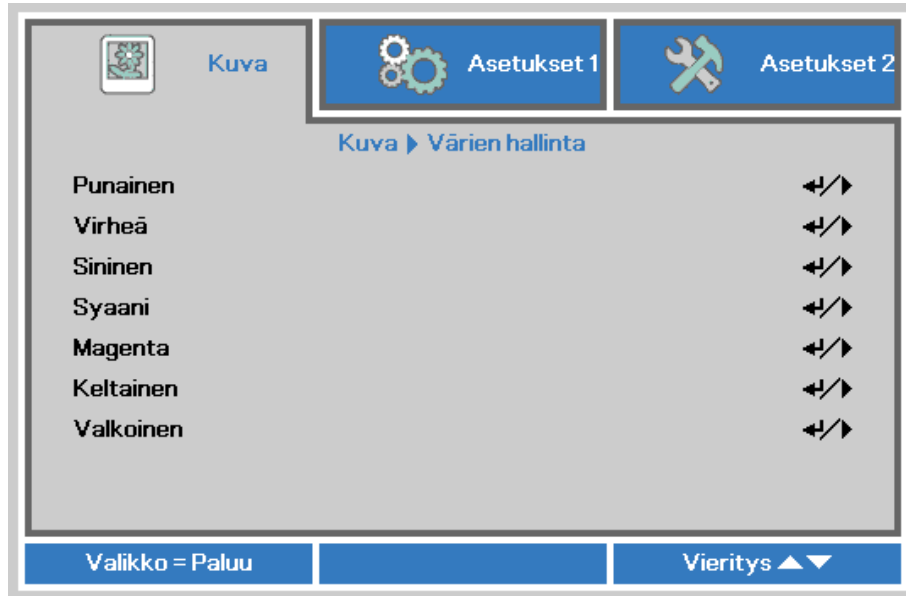 Kuva
Asetukset 1
Asetukset 2
Kuva ▶ Värien hallinta
Punainen ↵/▶
Virheä ↵/▶
Sininen ↵/▶
Syaani ↵/▶
Magenta ↵/▶
Keltainen ↵/▶
Valkoinen ↵/▶
Valikko = Paluu
Vieritys ▲▼